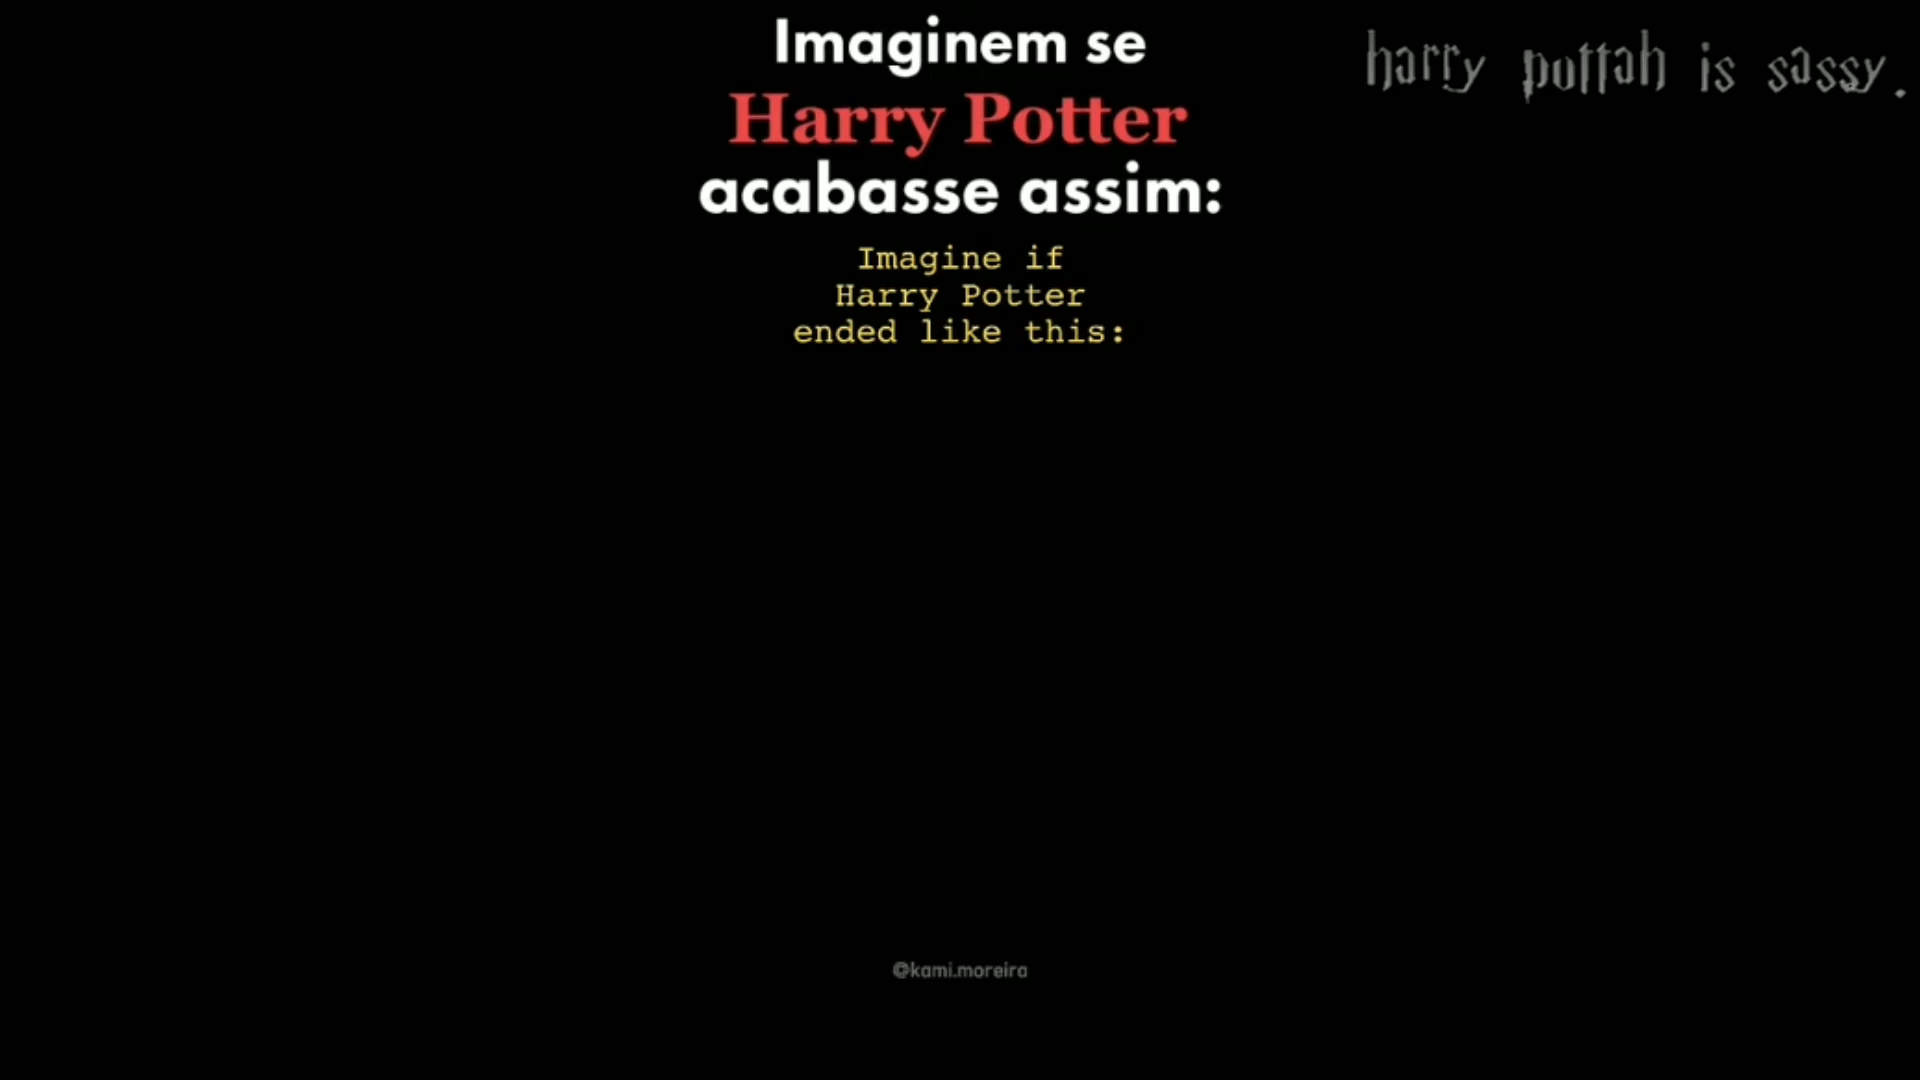 Imaginem se
Harry Potter
acabasse assim:
harry pottah is sassy.
Imagine if
Harry Potter
ended like this:
@kami.moreira